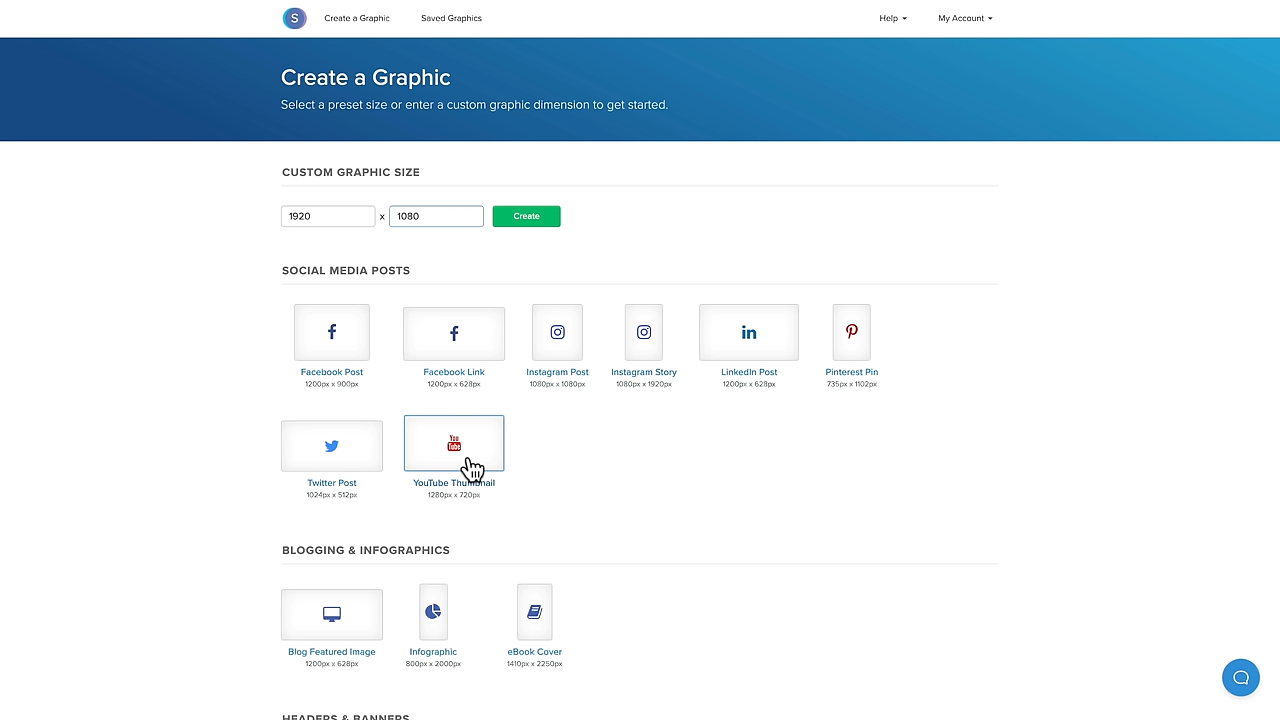 S Create a Graphic Saved Graphics Help My Account
Create a Graphic
Select a preset size or enter a custom graphic dimension to get started.
CUSTOM GRAPHIC SIZE
1920 x 1080 Create
SOCIAL MEDIA POSTS
Facebook Post Facebook Link Instagram Post Instagram Story LinkedIn Post Pinterest Pin
1200px x 900px 1200px x 628px 1080px x 1080px 1080px x 1920px 1200px x 628px 735px x 1102px
You
Tube
Twitter Post YouTube Thumbnail
1024px x 512px 1280px x 720px
BLOGGING & INFOGRAPHICS
Blog Featured Image Infographic eBook Cover
1200px x 628px 800px x 2000px 1410px x 2250px
HEADERS & BANNERS